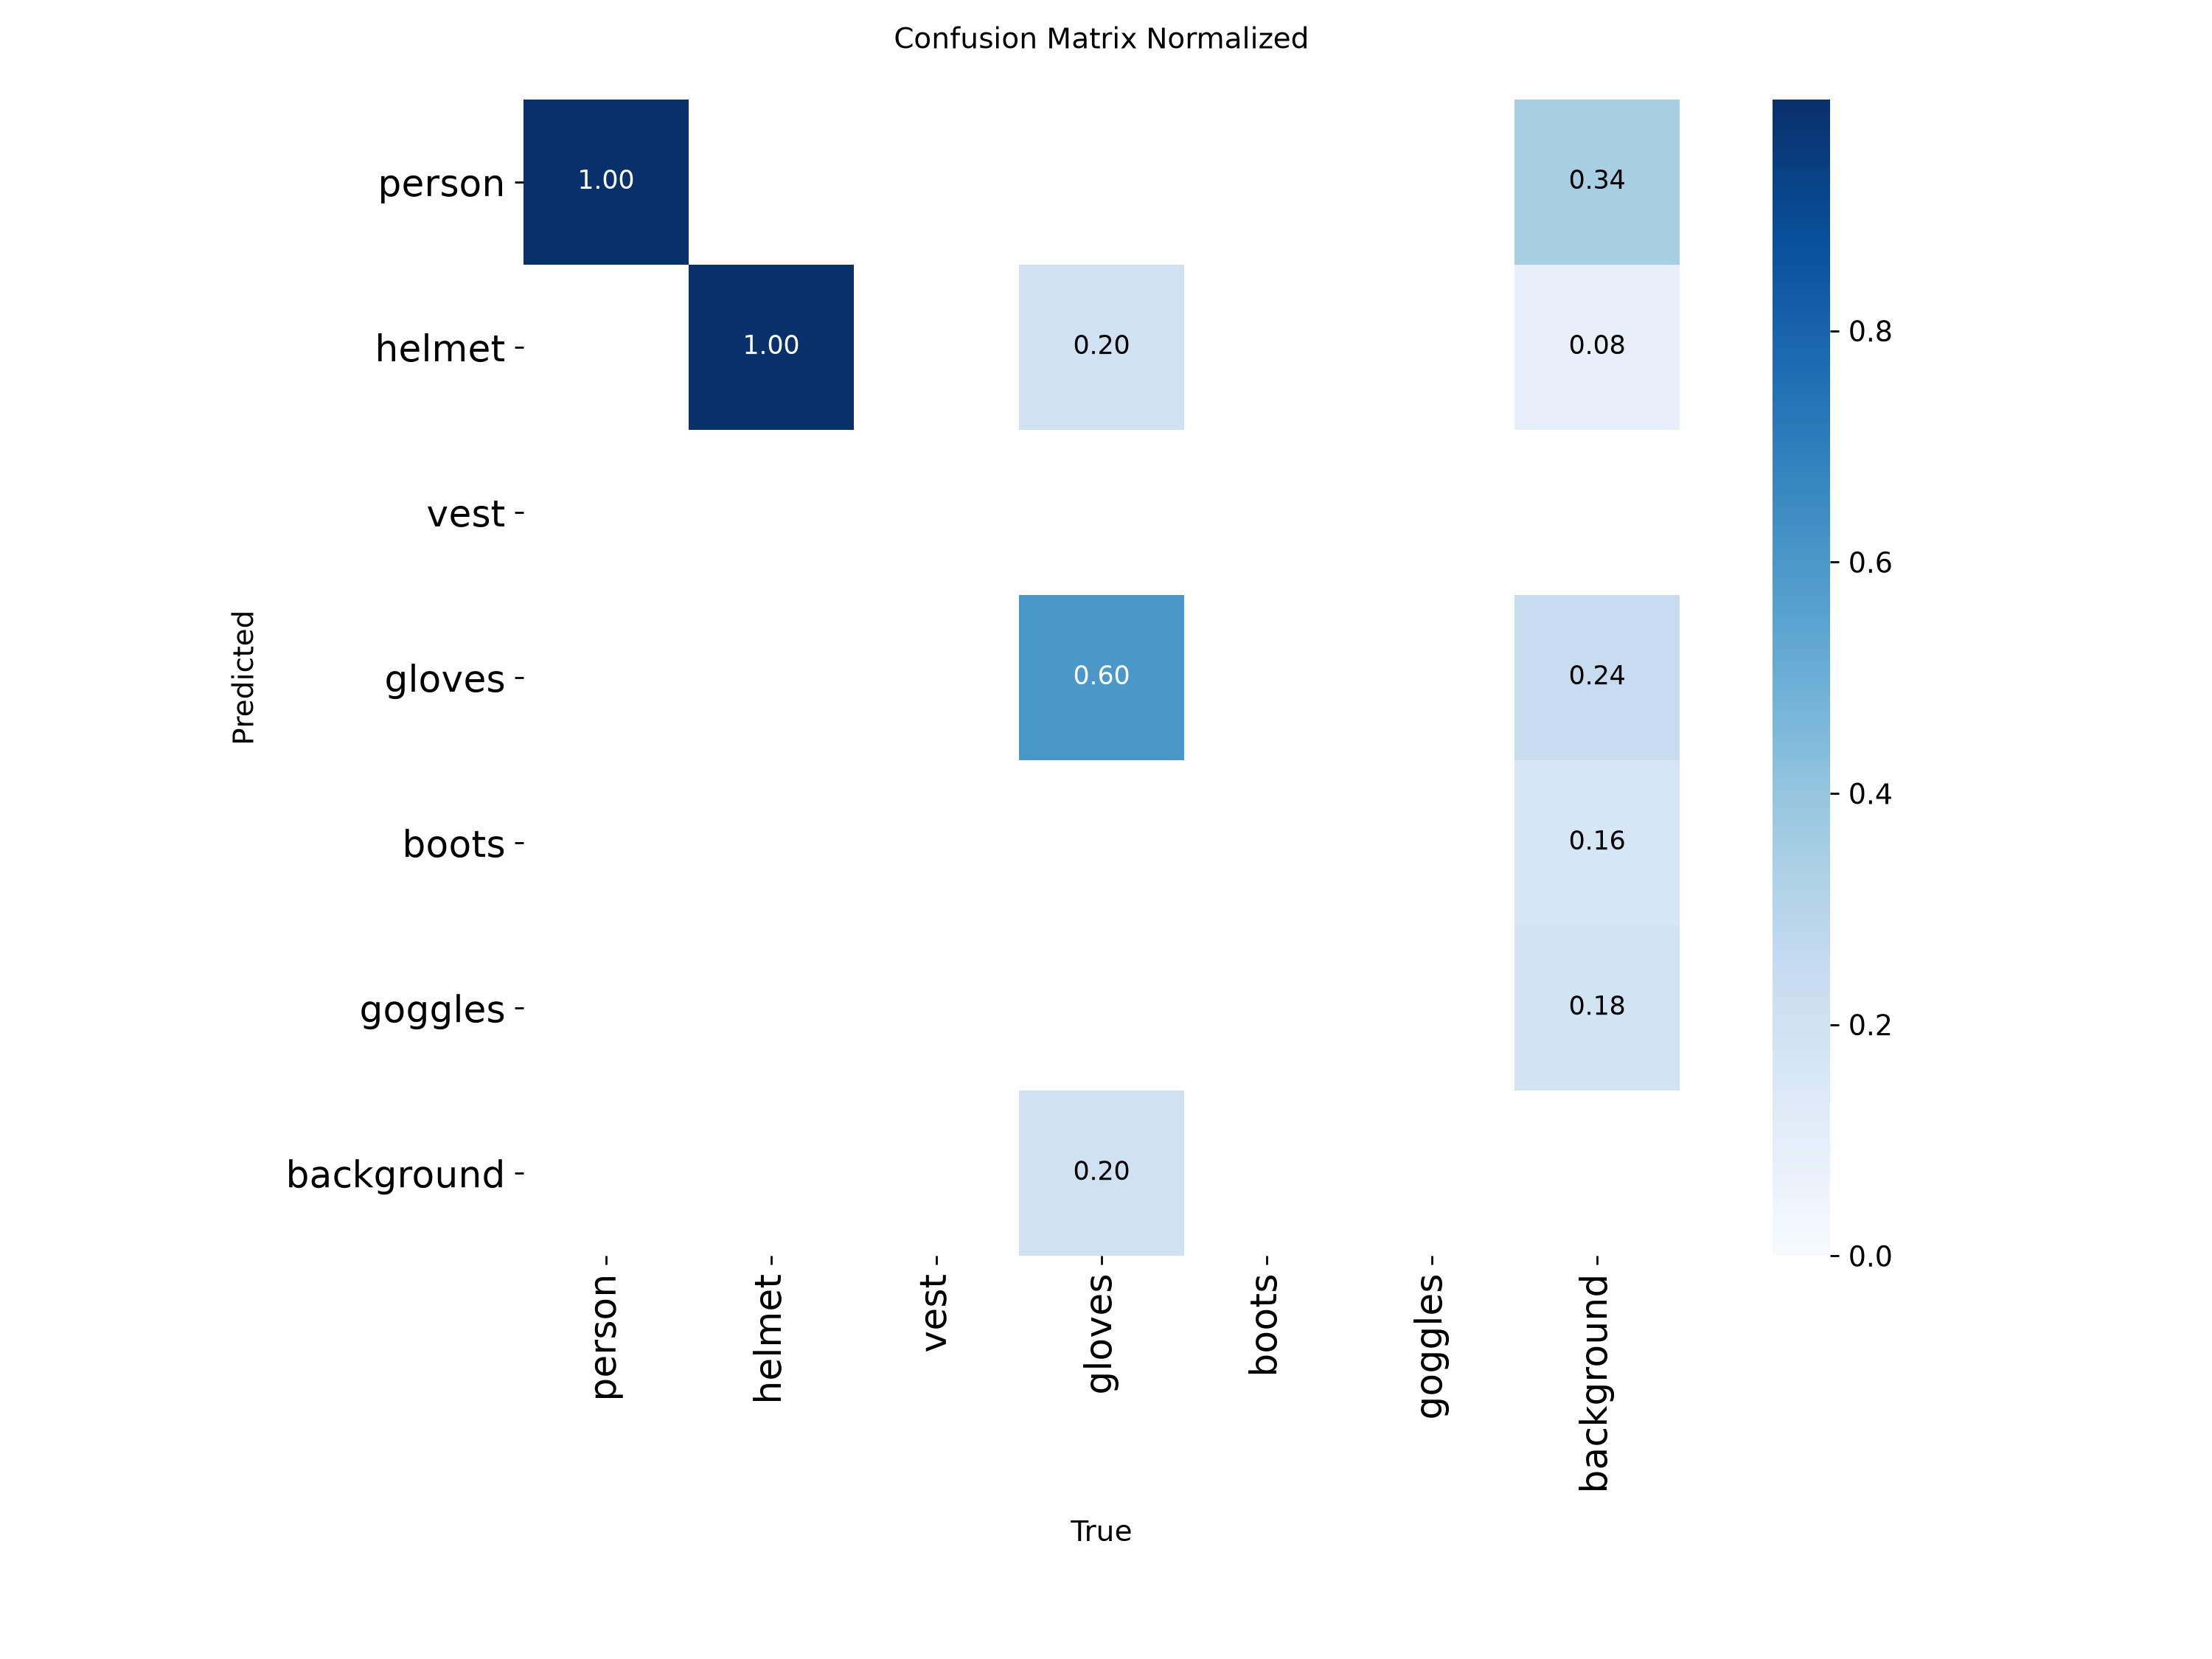 Confusion Matrix Normalized
person 1.00 0.34
helmet 1.00 0.20 0.08
vest
gloves 0.60 0.24
boots 0.16
goggles 0.18
background 0.20
person helmet vest gloves boots goggles background
Predicted
True
0.8
0.6
0.4
0.2
0.0